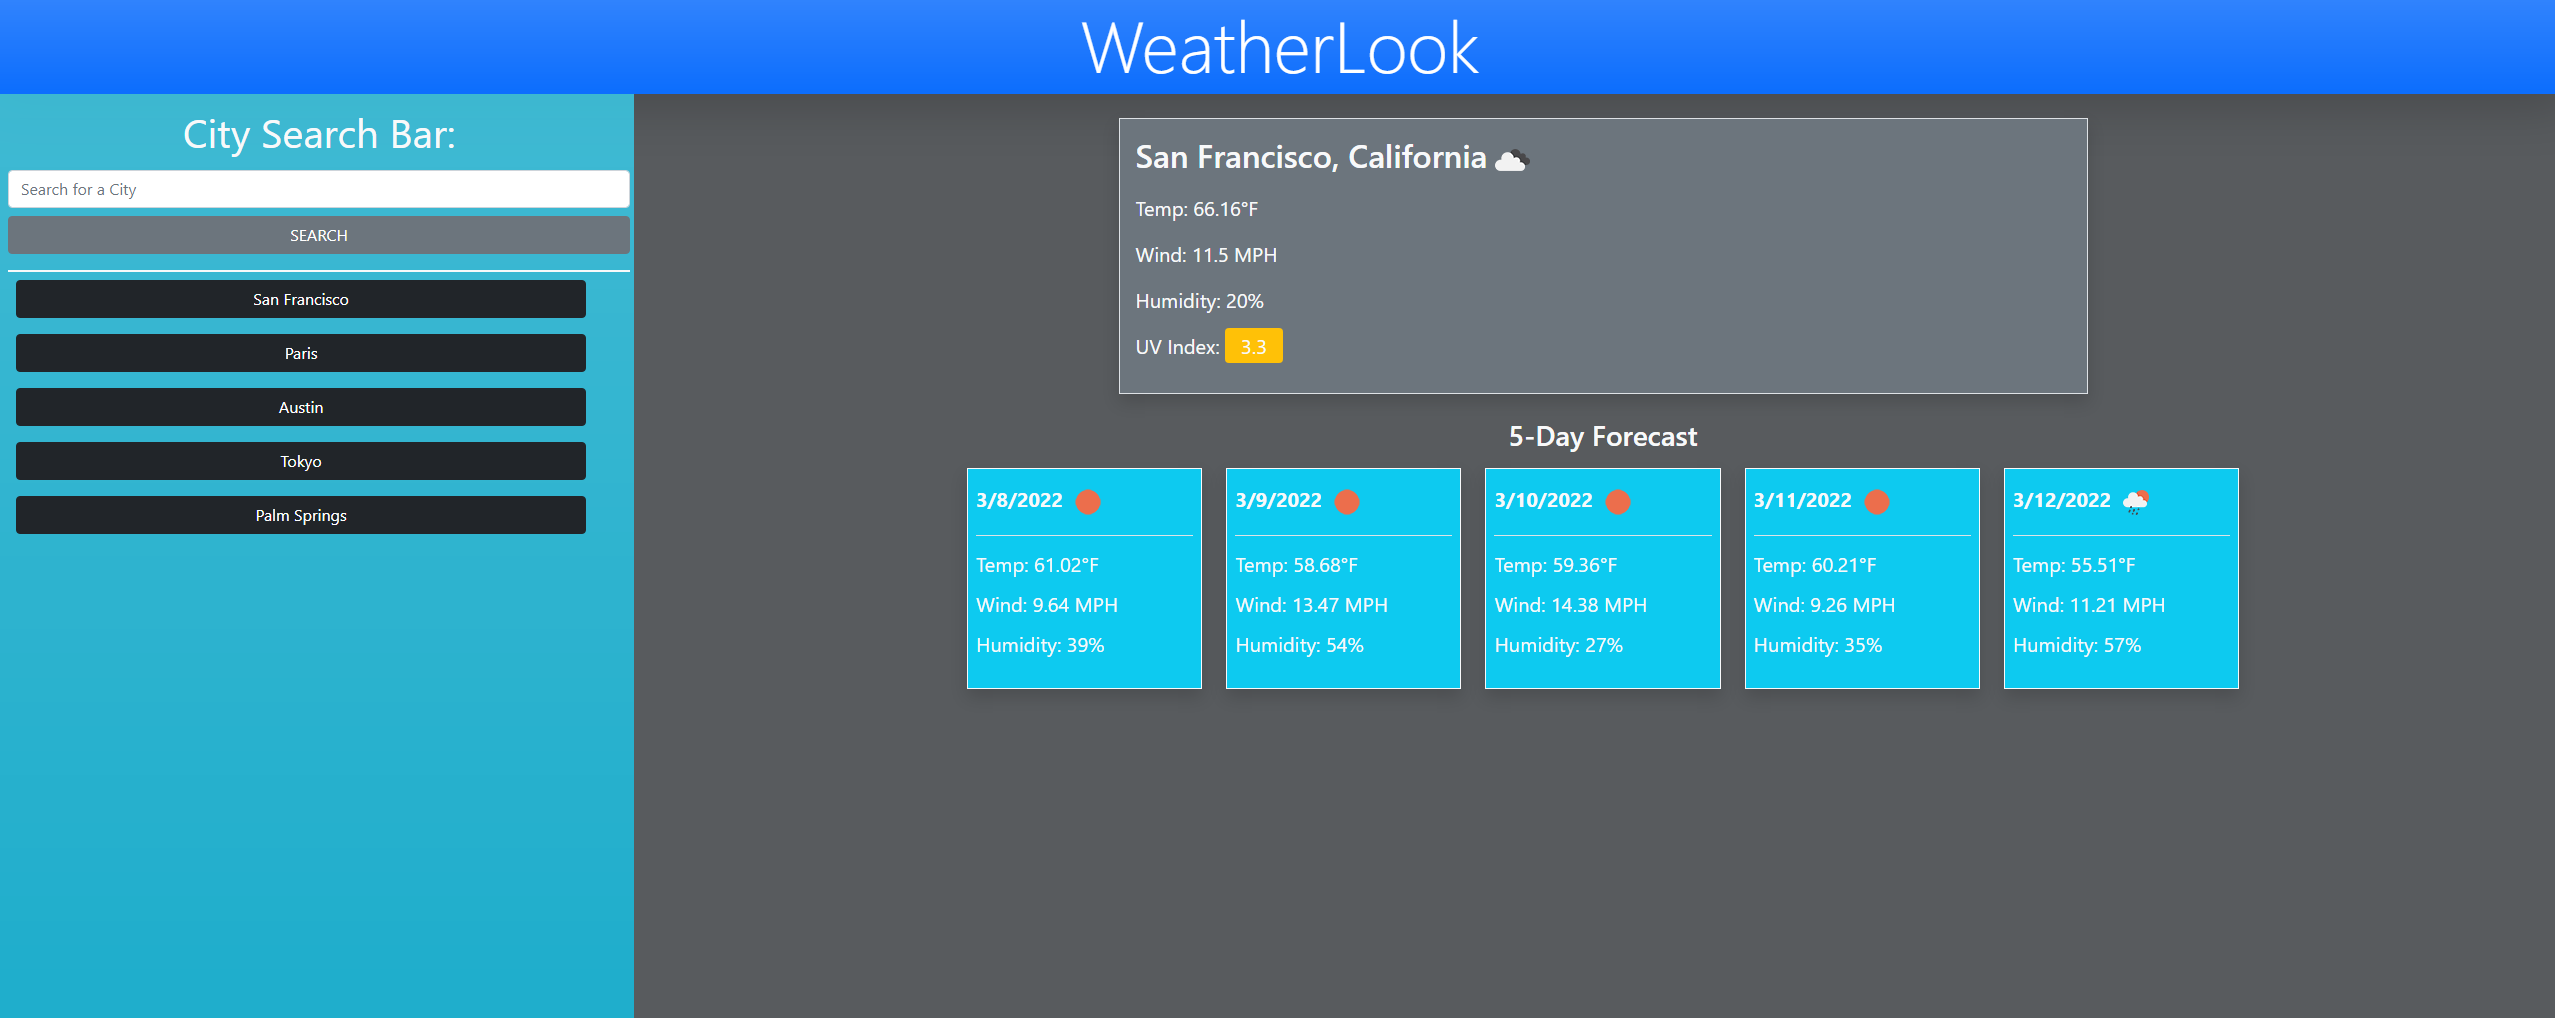 WeatherLook
City Search Bar:
Search for a City
SEARCH
San Francisco
Paris
Austin
Tokyo
Palm Springs
San Francisco, California
Temp: 66.16°F
Wind: 11.5 MPH
Humidity: 20%
UV Index: 3.3
5-Day Forecast
3/8/2022
Temp: 61.02°F
Wind: 9.64 MPH
Humidity: 39%
3/9/2022
Temp: 58.68°F
Wind: 13.47 MPH
Humidity: 54%
3/10/2022
Temp: 59.36°F
Wind: 14.38 MPH
Humidity: 27%
3/11/2022
Temp: 60.21°F
Wind: 9.26 MPH
Humidity: 35%
3/12/2022
Temp: 55.51°F
Wind: 11.21 MPH
Humidity: 57%